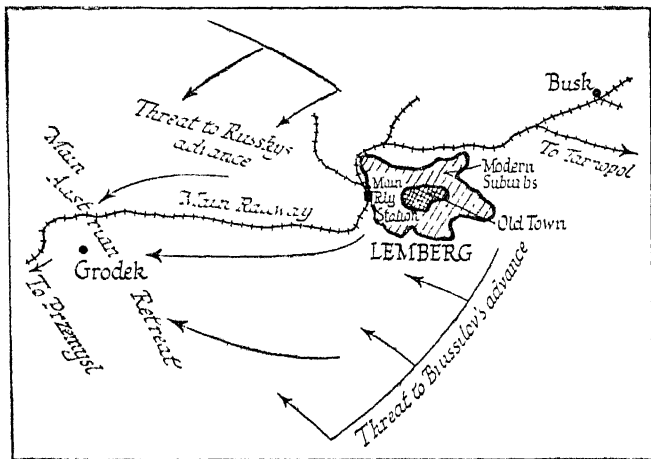 Busk
Threat to Russkys
advance
To Tarnopol
Main Austrian Retreat
Main Railway
Main
Rly
Station
Modern
Suburbs
Old Town
LEMBERG
Grodek
To Przemysl
Threat to Brussilov's advance